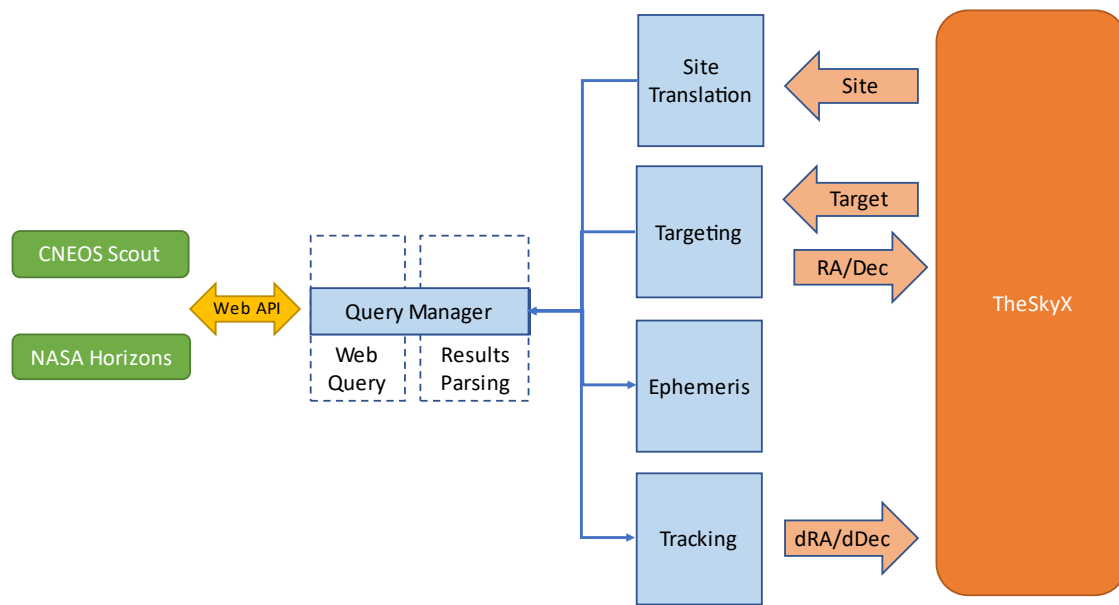 Site
Translation
Site
Targeting
Target
RA/Dec
TheSkyX
CNEOS Scout
NASA Horizons
Web API
Query Manager
Web
Query
Results
Parsing
Ephemeris
Tracking
dRA/dDec